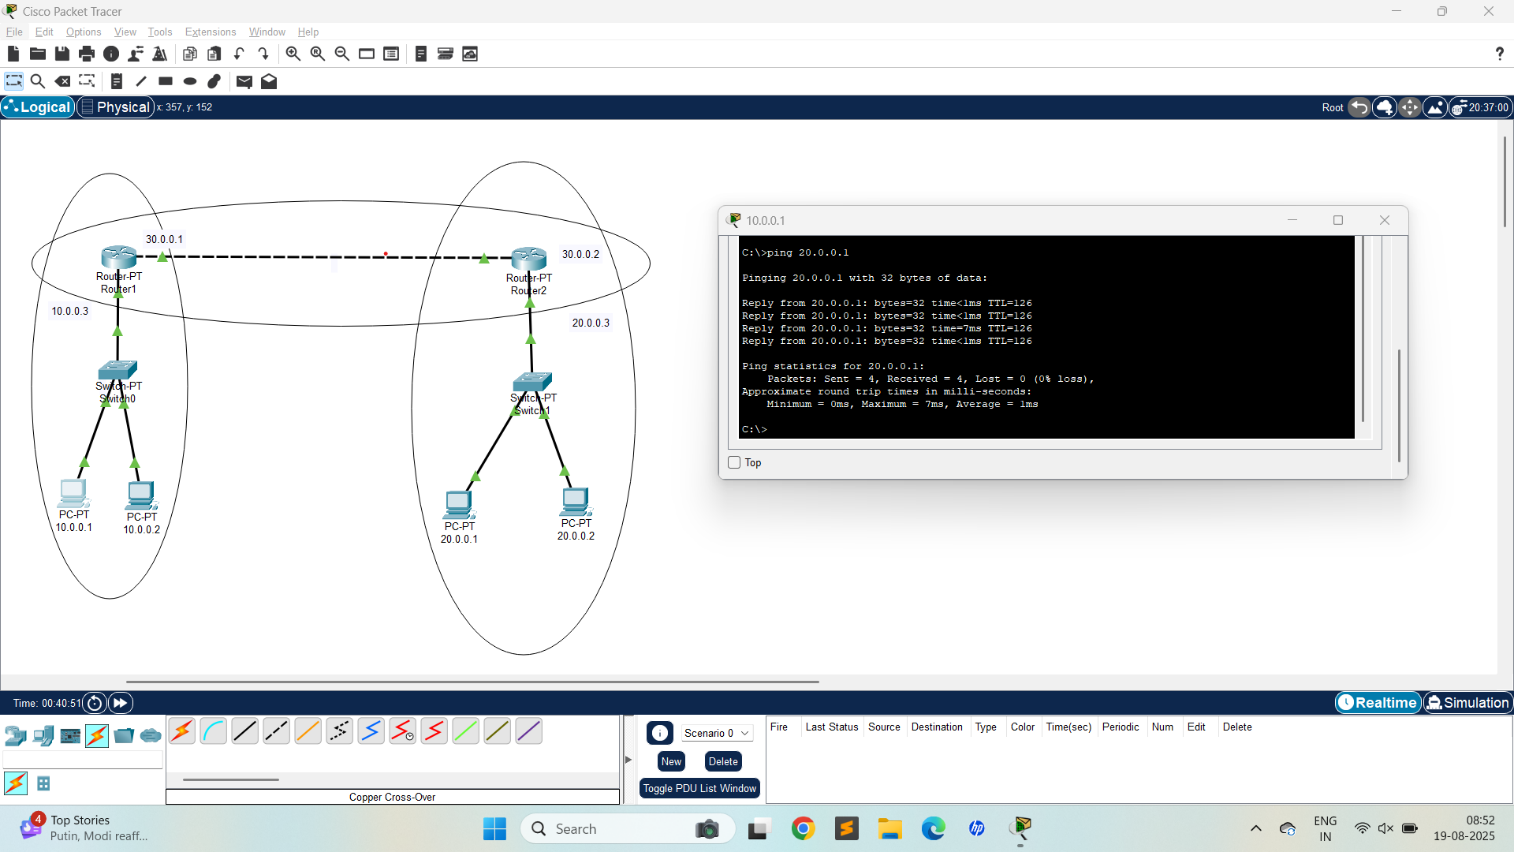 Cisco Packet Tracer
File Edit Options View Tools Extensions Window Help
?
Logical Physical x: 357, y: 152 Root 20:37:00
30.0.0.1
30.0.0.2
Router-PT
Router1
Router-PT
Router2
10.0.0.3
20.0.0.3
Switch-PT
Switch0
Switch-PT
Switch1
PC-PT
10.0.0.1
PC-PT
10.0.0.2
PC-PT
20.0.0.1
PC-PT
20.0.0.2
10.0.0.1
C:\>ping 20.0.0.1
Pinging 20.0.0.1 with 32 bytes of data:
Reply from 20.0.0.1: bytes=32 time<1ms TTL=126
Reply from 20.0.0.1: bytes=32 time<1ms TTL=126
Reply from 20.0.0.1: bytes=32 time=7ms TTL=126
Reply from 20.0.0.1: bytes=32 time<1ms TTL=126
Ping statistics for 20.0.0.1:
Packets: Sent = 4, Received = 4, Lost = 0 (0% loss),
Approximate round trip times in milli-seconds:
Minimum = 0ms, Maximum = 7ms, Average = 1ms
C:\>
Top
Time: 00:40:51 Realtime Simulation
Scenario 0
New Delete
Toggle PDU List Window
Fire Last Status Source Destination Type Color Time(sec) Periodic Num Edit Delete
Copper Cross-Over
4
Top Stories
Putin, Modi reaff...
Search
ENG
IN
08:52
19-08-2025